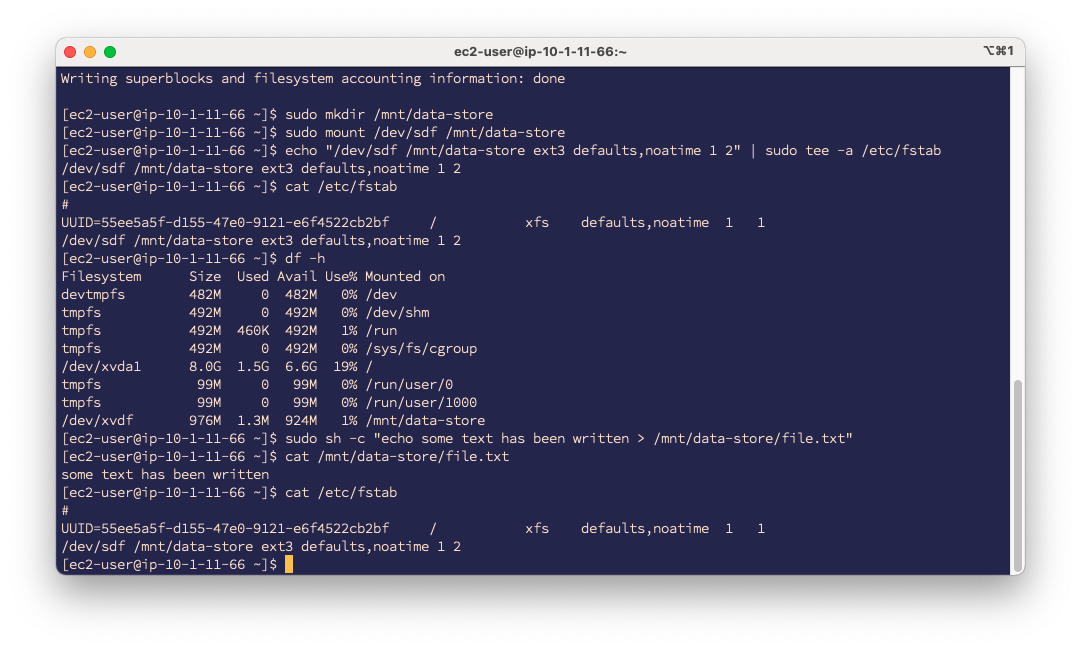 ec2-user@ip-10-1-11-66:~
⌥⌘1
Writing superblocks and filesystem accounting information: done
[ec2-user@ip-10-1-11-66 ~]$ sudo mkdir /mnt/data-store
[ec2-user@ip-10-1-11-66 ~]$ sudo mount /dev/sdf /mnt/data-store
[ec2-user@ip-10-1-11-66 ~]$ echo "/dev/sdf /mnt/data-store ext3 defaults,noatime 1 2" | sudo tee -a /etc/fstab
/dev/sdf /mnt/data-store ext3 defaults,noatime 1 2
[ec2-user@ip-10-1-11-66 ~]$ cat /etc/fstab
#
UUID=55ee5a5f-d155-47e0-9121-e6f4522cb2bf     /           xfs    defaults,noatime  1   1
/dev/sdf /mnt/data-store ext3 defaults,noatime 1 2
[ec2-user@ip-10-1-11-66 ~]$ df -h
Filesystem      Size  Used Avail Use% Mounted on
devtmpfs        482M     0  482M   0% /dev
tmpfs           492M     0  492M   0% /dev/shm
tmpfs           492M  460K  492M   1% /run
tmpfs           492M     0  492M   0% /sys/fs/cgroup
/dev/xvda1      8.0G  1.5G  6.6G  19% /
tmpfs            99M     0   99M   0% /run/user/0
tmpfs            99M     0   99M   0% /run/user/1000
/dev/xvdf       976M  1.3M  924M   1% /mnt/data-store
[ec2-user@ip-10-1-11-66 ~]$ sudo sh -c "echo some text has been written > /mnt/data-store/file.txt"
[ec2-user@ip-10-1-11-66 ~]$ cat /mnt/data-store/file.txt
some text has been written
[ec2-user@ip-10-1-11-66 ~]$ cat /etc/fstab
#
UUID=55ee5a5f-d155-47e0-9121-e6f4522cb2bf     /           xfs    defaults,noatime  1   1
/dev/sdf /mnt/data-store ext3 defaults,noatime 1 2
[ec2-user@ip-10-1-11-66 ~]$